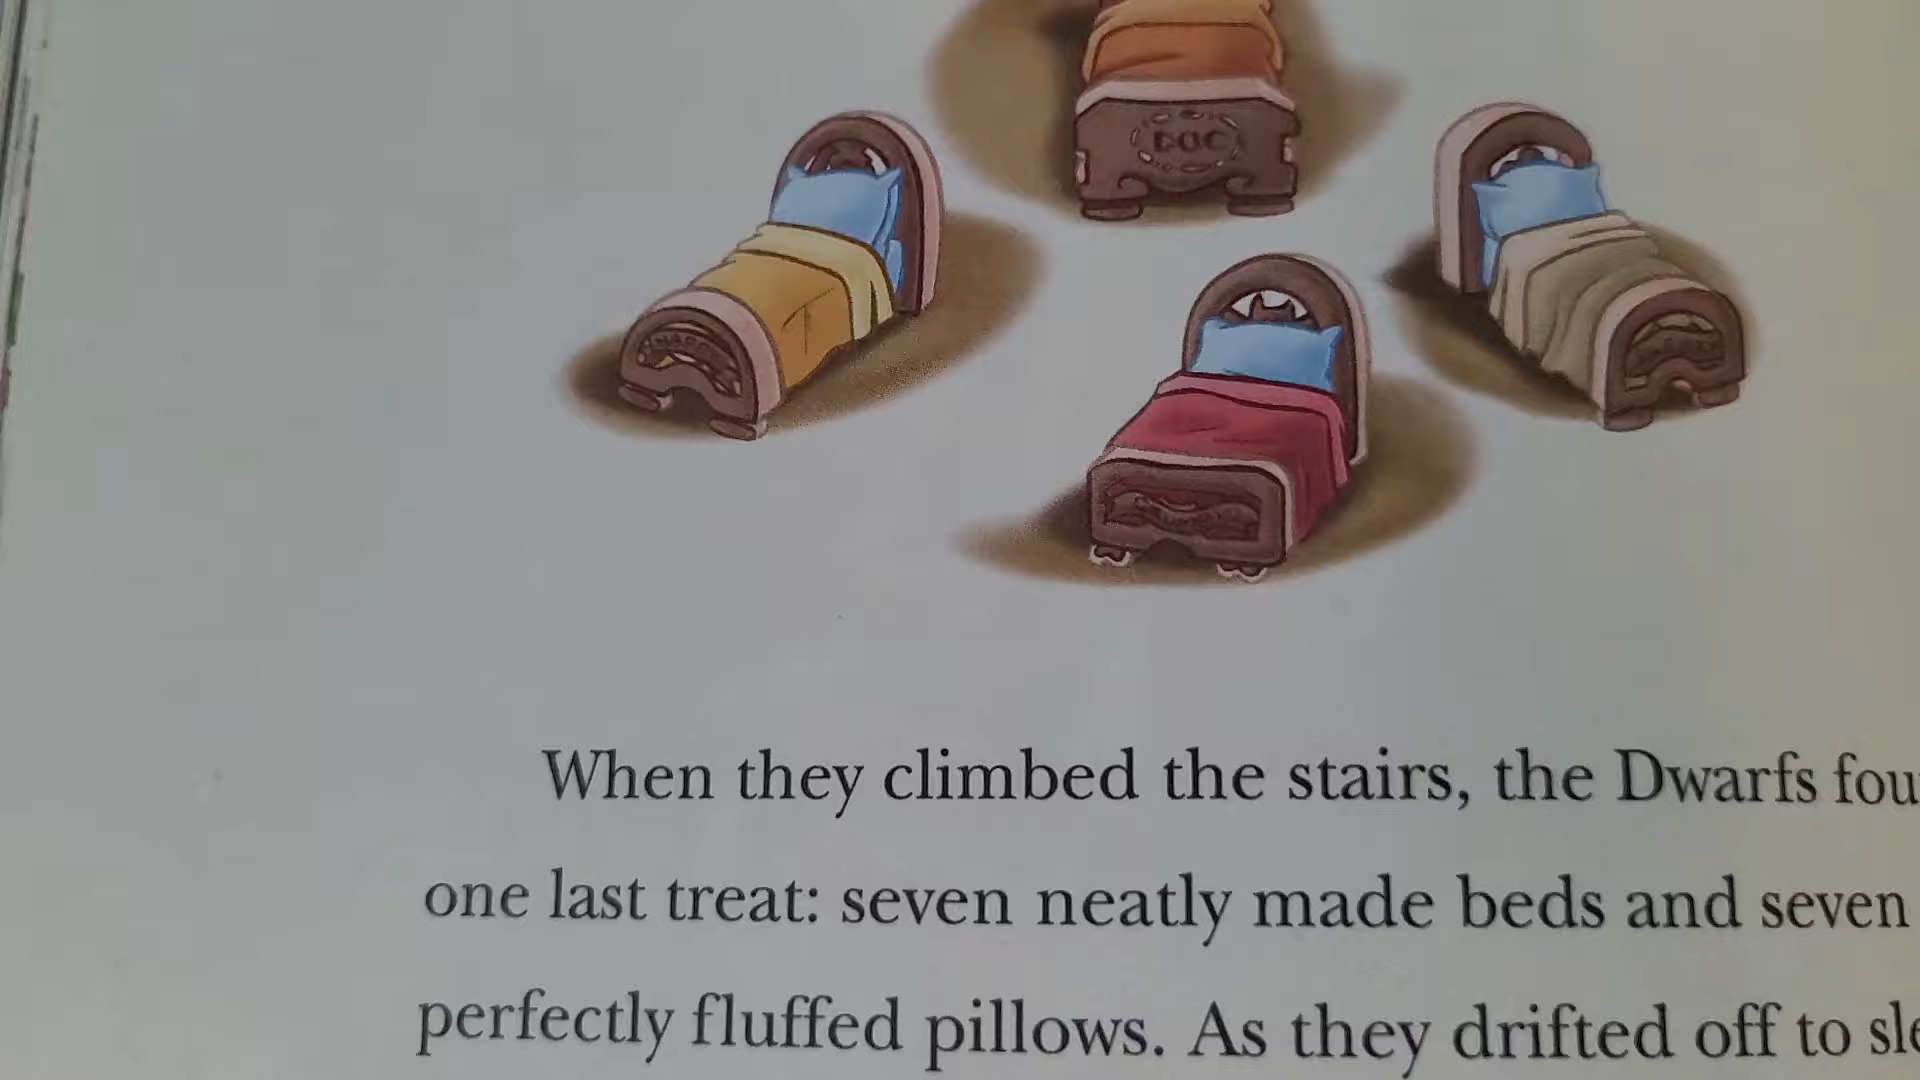 DOC
When they climbed the stairs, the Dwarfs fou
one last treat: seven neatly made beds and seven
perfectly fluffed pillows. As they drifted off to sle